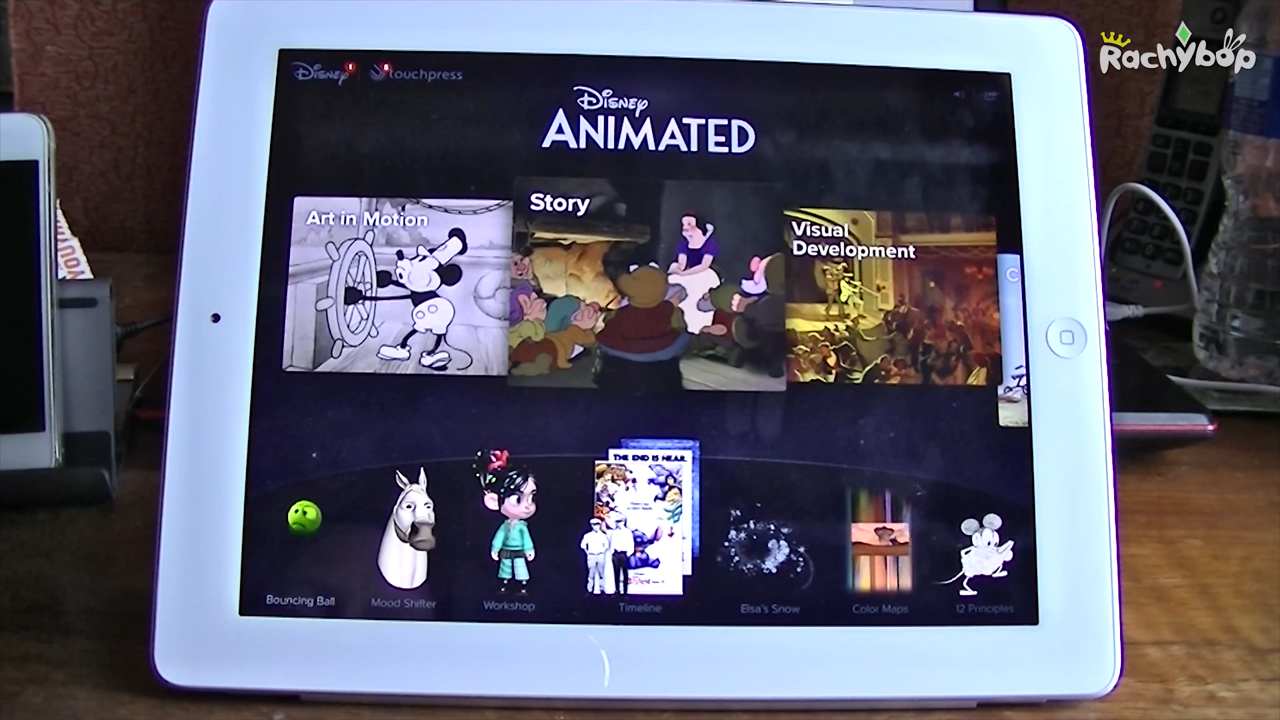 Rachybop
Disney
touchpress
Disney
ANIMATED
Art in Motion
Story
Visual
Development
C
THE END IS NEAR.
Bouncing Ball
Mood Shifter
Workshop
Timeline
Elsa's Snow
Color Maps
12 Principles